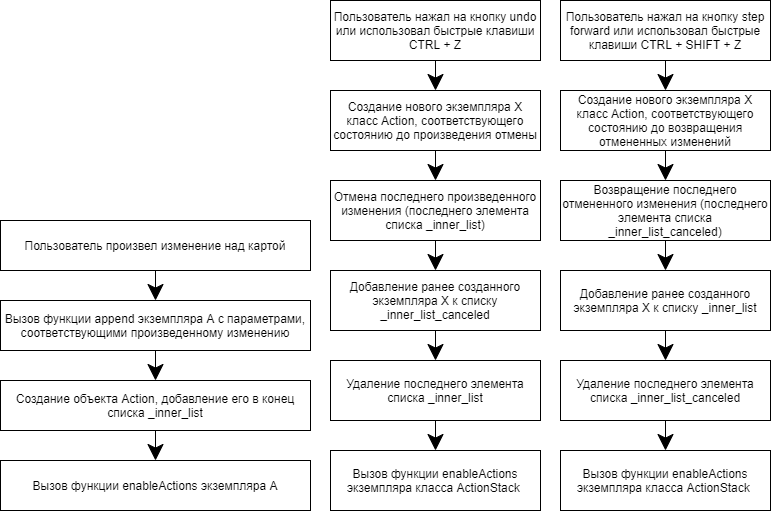 Пользователь произвел изменение над картой
Вызов функции append экземпляра A с параметрами,
соответствующими произведенному изменению
Создание объекта Action, добавление его в конец
списка _inner_list
Вызов функции enableActions экземпляра A
Пользователь нажал на кнопку undo
или использовал быстрые клавиши
CTRL + Z
Создание нового экземпляра X
класс Action, соответствующего
состоянию до произведения отмены
Отмена последнего произведенного
изменения (последнего элемента
списка _inner_list)
Добавление ранее созданного
экземпляра X к списку
_inner_list_canceled
Удаление последнего элемента
списка _inner_list
Вызов функции enableActions
экземпляра класса ActionStack
Пользователь нажал на кнопку step
forward или использовал быстрые
клавиши CTRL + SHIFT + Z
Создание нового экземпляра X
класс Action, соответствующего
состоянию до возвращения
отмененных изменений
Возвращение последнего
отмененного изменения (последнего
элемента списка
_inner_list_canceled)
Добавление ранее созданного
экземпляра X к списку _inner_list
Удаление последнего элемента
списка _inner_list_canceled
Вызов функции enableActions
экземпляра класса ActionStack